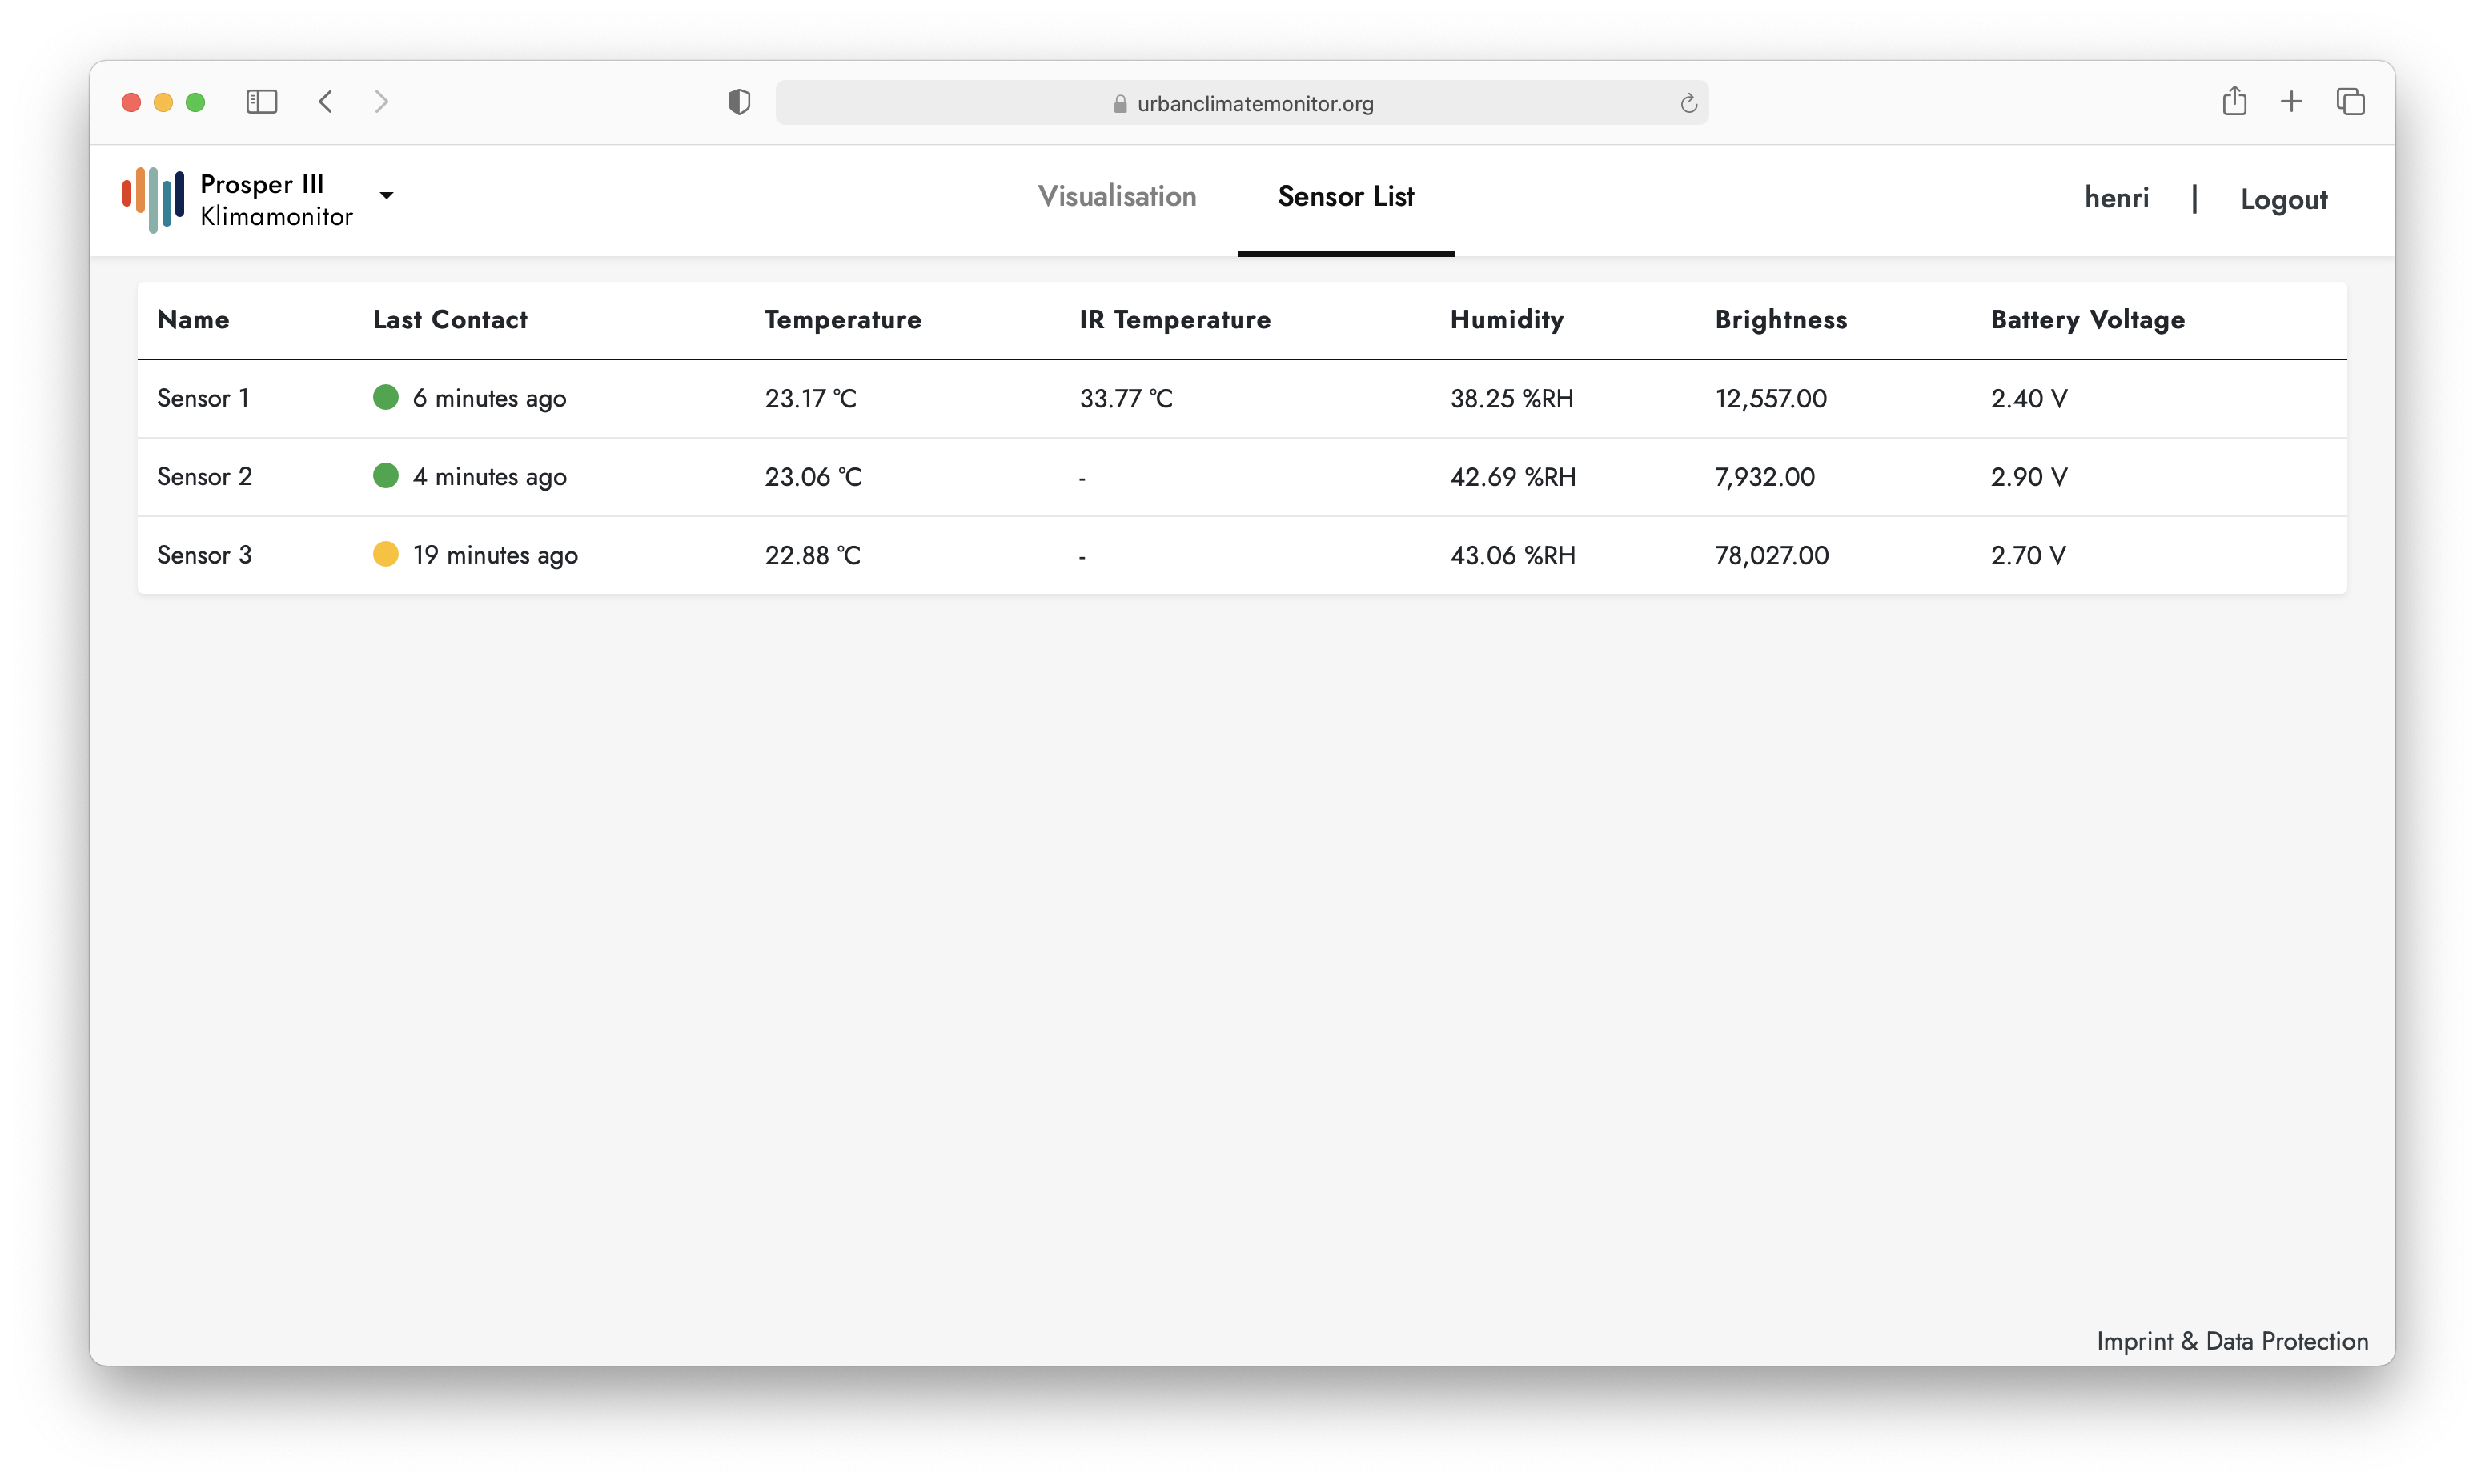 urbanclimatemonitor.org
Prosper III
Klimamonitor
Visualisation Sensor List
henri | Logout
Name Last Contact Temperature IR Temperature Humidity Brightness Battery Voltage
Sensor 1 6 minutes ago 23.17 °C 33.77 °C 38.25 %RH 12,557.00 2.40 V
Sensor 2 4 minutes ago 23.06 °C - 42.69 %RH 7,932.00 2.90 V
Sensor 3 19 minutes ago 22.88 °C - 43.06 %RH 78,027.00 2.70 V
Imprint & Data Protection